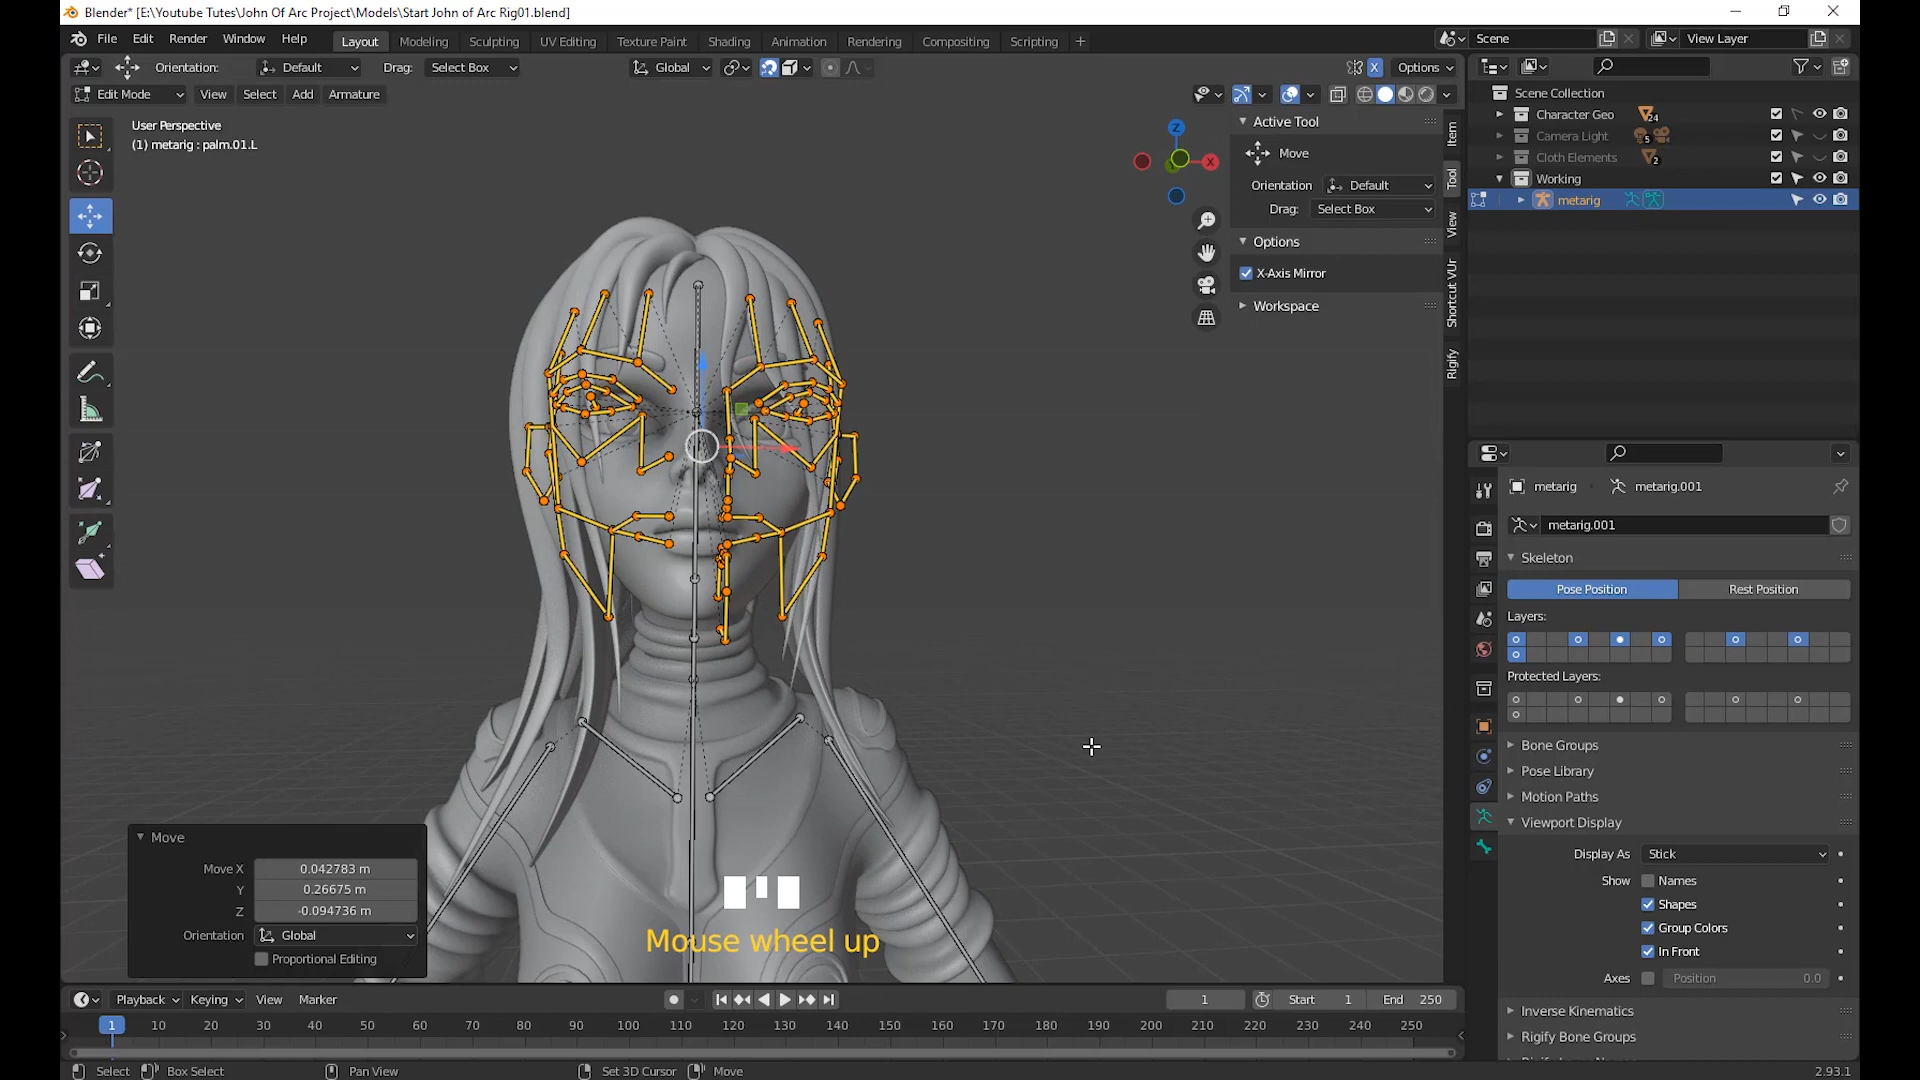 Blender* [E:\Youtube Tutes\John Of Arc Project\Models\Start John of Arc Rig01.blend]
File Edit Render Window Help Layout Modeling Sculpting UV Editing Texture Paint Shading Animation Rendering Compositing Scripting + Scene View Layer
Orientation: Default Drag: Select Box Global X Options
Edit Mode View Select Add Armature
User Perspective
(1) metarig : palm.01.L
Z
X
Active Tool
Move
Orientation Default
Drag: Select Box
Options
X-Axis Mirror
Workspace
Item
Tool
View
Shortcut VUr
Rigify
Scene Collection
Character Geo 24
Camera Light 5
Cloth Elements 2
Working
metarig
metarig metarig.001
metarig.001
Skeleton
Pose Position Rest Position
Layers:
Protected Layers:
Bone Groups
Pose Library
Motion Paths
Viewport Display
Display As Stick
Show Names
Shapes
Group Colors
In Front
Axes Position 0.0
Inverse Kinematics
Rigify Bone Groups
Move
Move X 0.042783 m
Y 0.26675 m
Z -0.094736 m
Orientation Global
Proportional Editing
Mouse wheel up
Playback Keying View Marker 1 Start 1 End 250
1 10 20 30 40 50 60 70 80 90 100 110 120 130 140 150 160 170 180 190 200 210 220 230 240 250
Select Box Select Pan View Set 3D Cursor Move 2.93.1